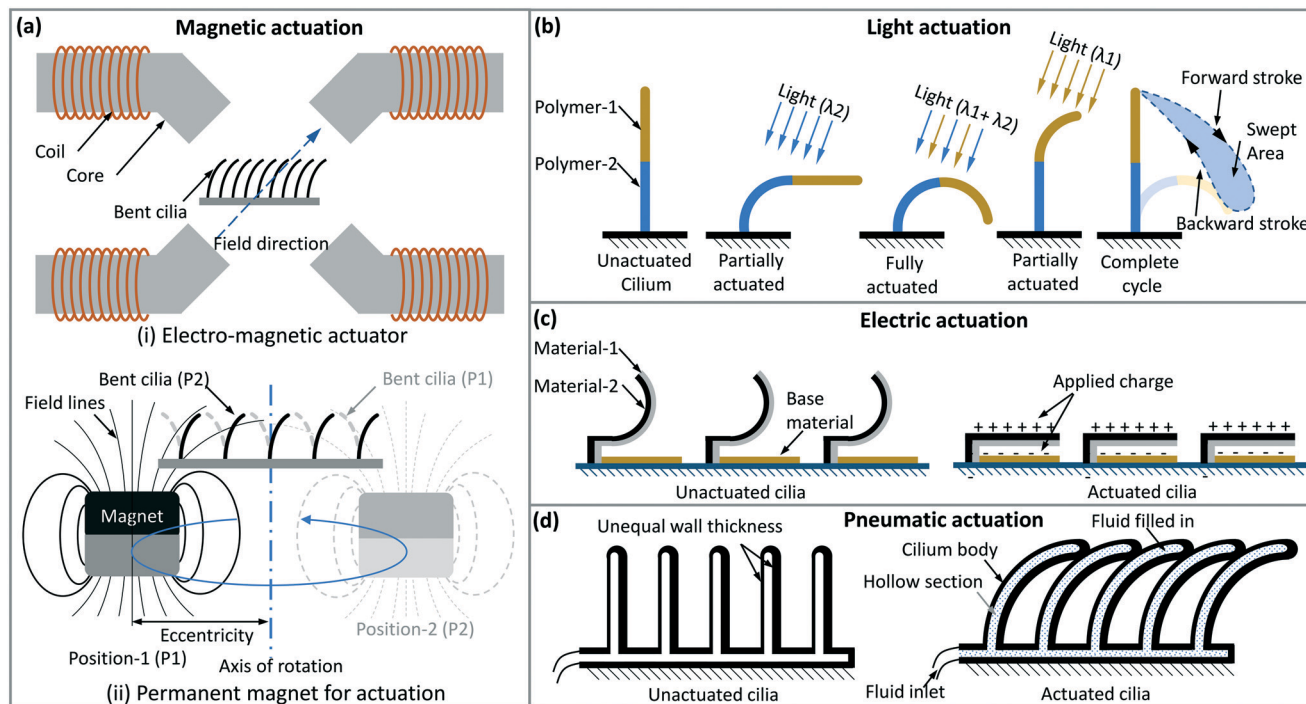 (a)
Magnetic actuation
Coil
Core
Bent cilia
Field direction
(i) Electro-magnetic actuator
Bent cilia (P2)
Bent cilia (P1)
Field lines
Magnet
Eccentricity
Position-2 (P2)
Position-1 (P1)
Axis of rotation
(ii) Permanent magnet for actuation
(b)
Light actuation
Polymer-1
Polymer-2
Light (λ2)
Light (λ1+ λ2)
Light (λ1)
Forward stroke
Swept
Area
Backward stroke
Unactuated
Cilium
Partially
actuated
Fully
actuated
Partially
actuated
Complete
cycle
(c)
Electric actuation
Material-1
Material-2
Base
material
Applied charge
+ + + + + +
+ + + + + +
+ + + + + +
- - - - - -
- - - - - -
- - - - - -
Unactuated cilia
Actuated cilia
(d)
Pneumatic actuation
Unequal wall thickness
Fluid filled in
Cilium body
Hollow section
Unactuated cilia
Fluid inlet
Actuated cilia